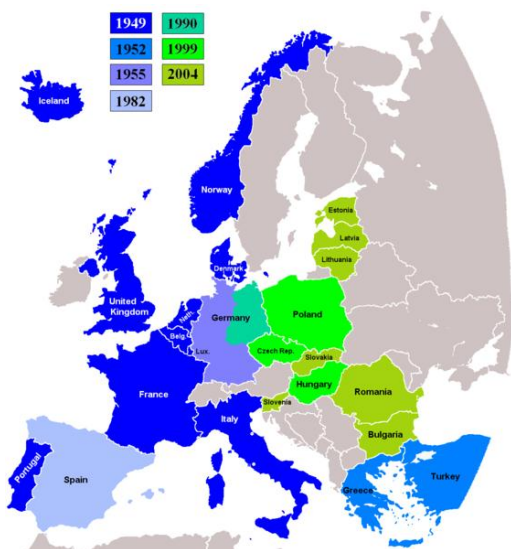 1949 1990
1952 1999
1955 2004
1982
Iceland
Norway
Estonia
Latvia
Lithuania
Denmark
United
Kingdom
Neth.
Belg.
Lux.
Germany
Poland
Czech Rep.
Slovakia
Hungary
Slovenia
Romania
Bulgaria
France
Italy
Portugal
Spain
Greece
Turkey